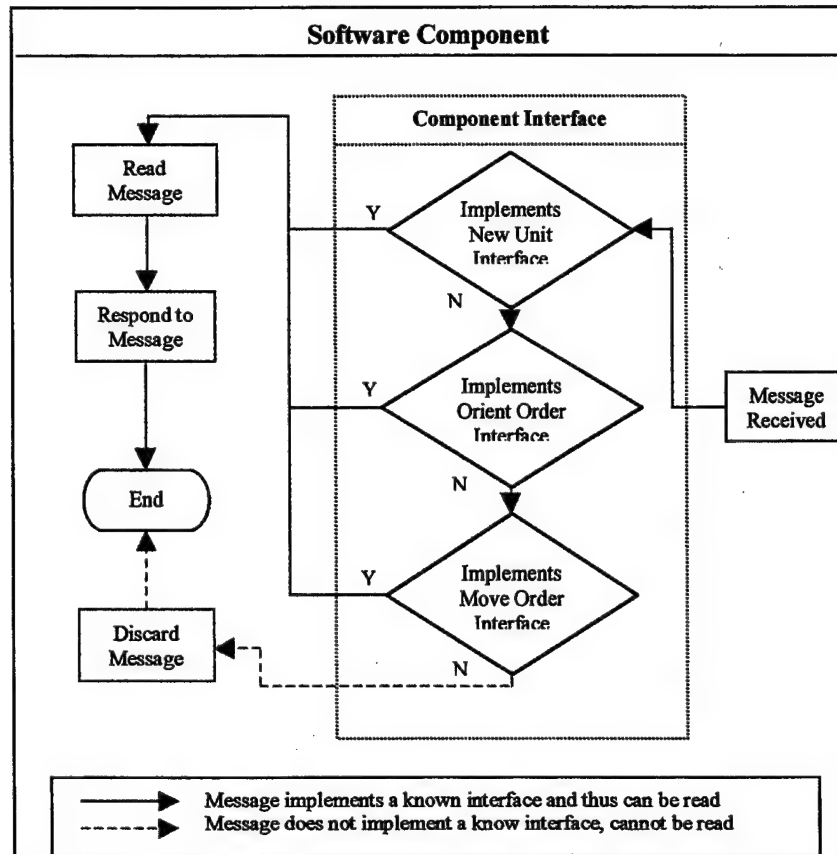 Software Component
Component Interface
Read
Message
Y
Implements
New Unit
Interface
N
Respond to
Message
Y
Implements
Orient Order
Interface
Message
Received
N
End
Y
Implements
Move Order
Interface
Discard
Message
N
Message implements a known interface and thus can be read
Message does not implement a know interface, cannot be read